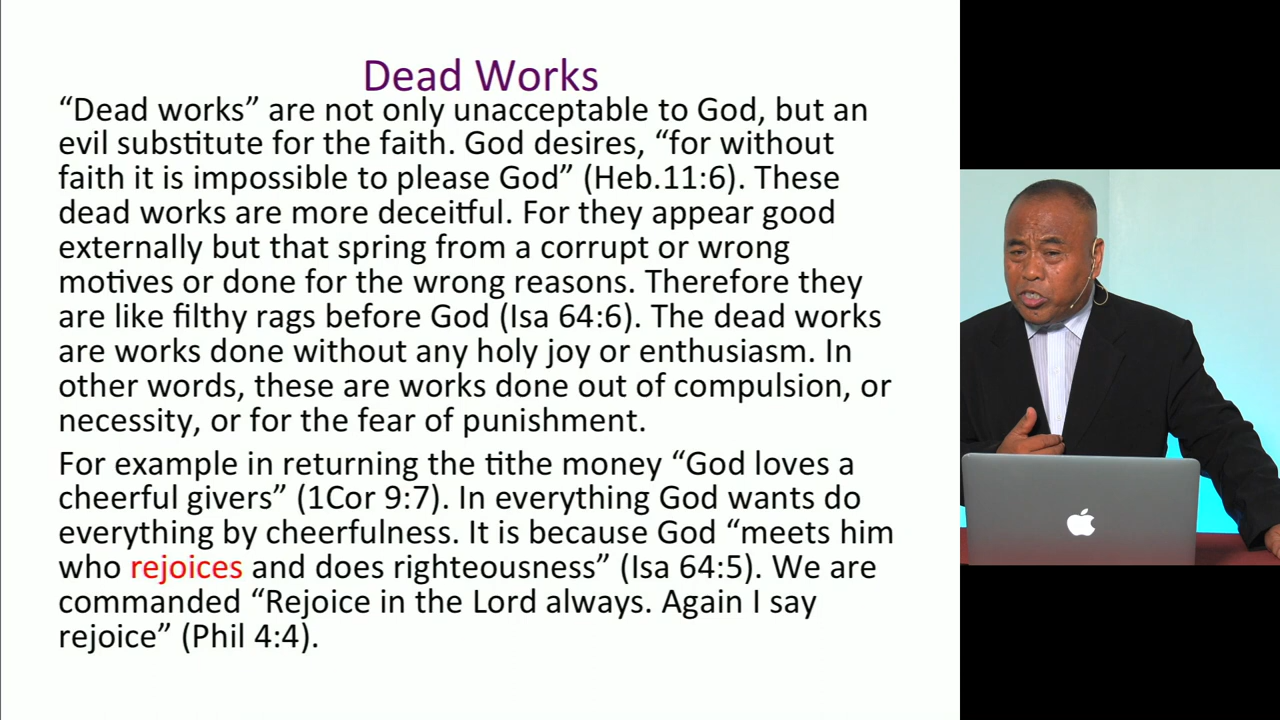 Dead Works
“Dead works” are not only unacceptable to God, but an
evil substitute for the faith. God desires, “for without
faith it is impossible to please God” (Heb.11:6). These
dead works are more deceitful. For they appear good
externally but that spring from a corrupt or wrong
motives or done for the wrong reasons. Therefore they
are like filthy rags before God (Isa 64:6). The dead works
are works done without any holy joy or enthusiasm. In
other words, these are works done out of compulsion, or
necessity, or for the fear of punishment.
For example in returning the tithe money “God loves a
cheerful givers” (1Cor 9:7). In everything God wants do
everything by cheerfulness. It is because God “meets him
who rejoices and does righteousness” (Isa 64:5). We are
commanded “Rejoice in the Lord always. Again I say
rejoice” (Phil 4:4).